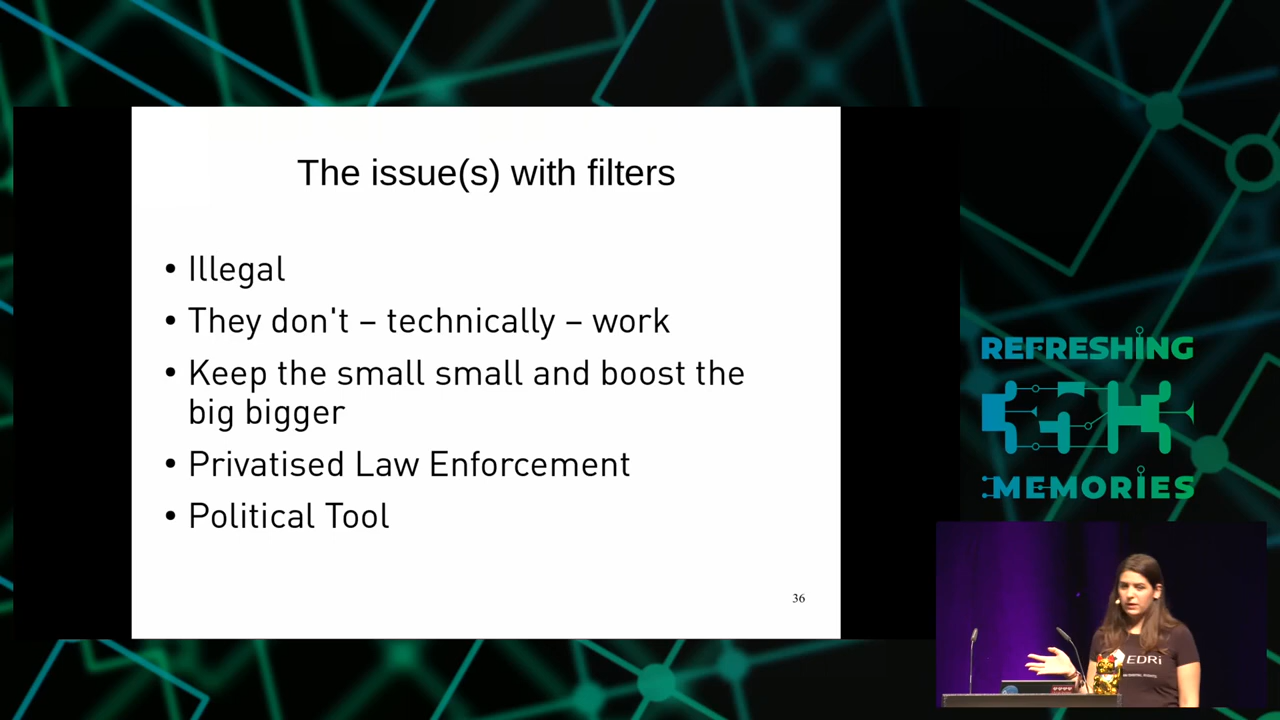 The issue(s) with filters
• Illegal
• They don't – technically – work
• Keep the small small and boost the
big bigger
• Privatised Law Enforcement
• Political Tool
36
REFRESHING
35C3
MEMORIES
EDRi